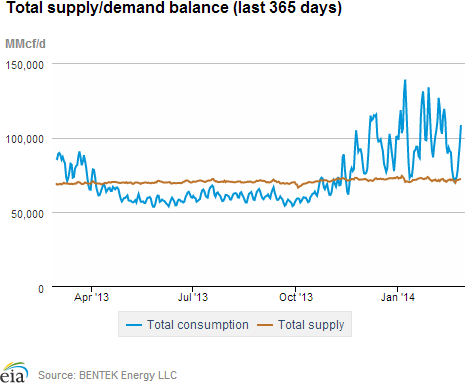 Total supply/demand balance (last 365 days)
MMcf/d
150,000
100,000
50,000
0
Apr '13
Jul '13
Oct '13
Jan '14
Total consumption
Total supply
eia
Source: BENTEK Energy LLC